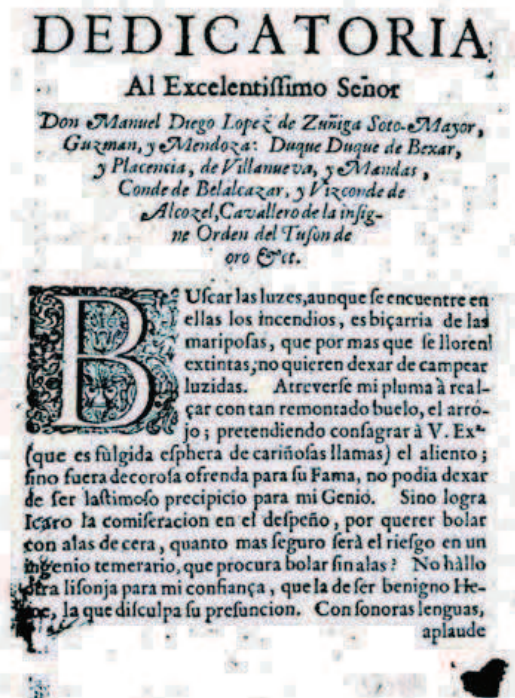 DEDICATORIA
Al Excelentiſſimo Señor
Don Manuel Diego Lopez de Zuñiga Soto-Mayor,
Guzman, y Mendoza: Duque Duque de Bexar,
y Placencia, de Villanueva, y Mandas,
Conde de Belalcazar, y Vizconde de
Alcozel, Cavallero de la inſig-
ne Orden del Tuſon de
oro &ct.
BUſcar las luzes, aunque ſe encuentre en
ellas los incendios, es biçarria de las
maripoſas, que por mas que ſe lloren
extintas, no quieren dexar de campear
luzidas. Atreverſe mi pluma à real-
çar con tan remontado buelo, el arro-
jo; pretendiendo conſagrar à V. Exª
(que es fùlgida eſphera de cariñoſas llamas) el aliento;
ſino fuera decoroſa ofrenda para ſu Fama, no podia dexar
de ſer laſtimoſo precipicio para mi Genio. Sino logra
Icaro la comiſeracion en el deſpeño, por querer bolar
con alas de cera, quanto mas ſeguro ſerà el rieſgo en un
ingenio temerario, que procura bolar ſin alas? No hàllo
otra liſonja para mi confiança, que la de ſer benigno He-
roe, la que diſculpa ſu preſuncion. Con ſonoras lenguas,
aplaude